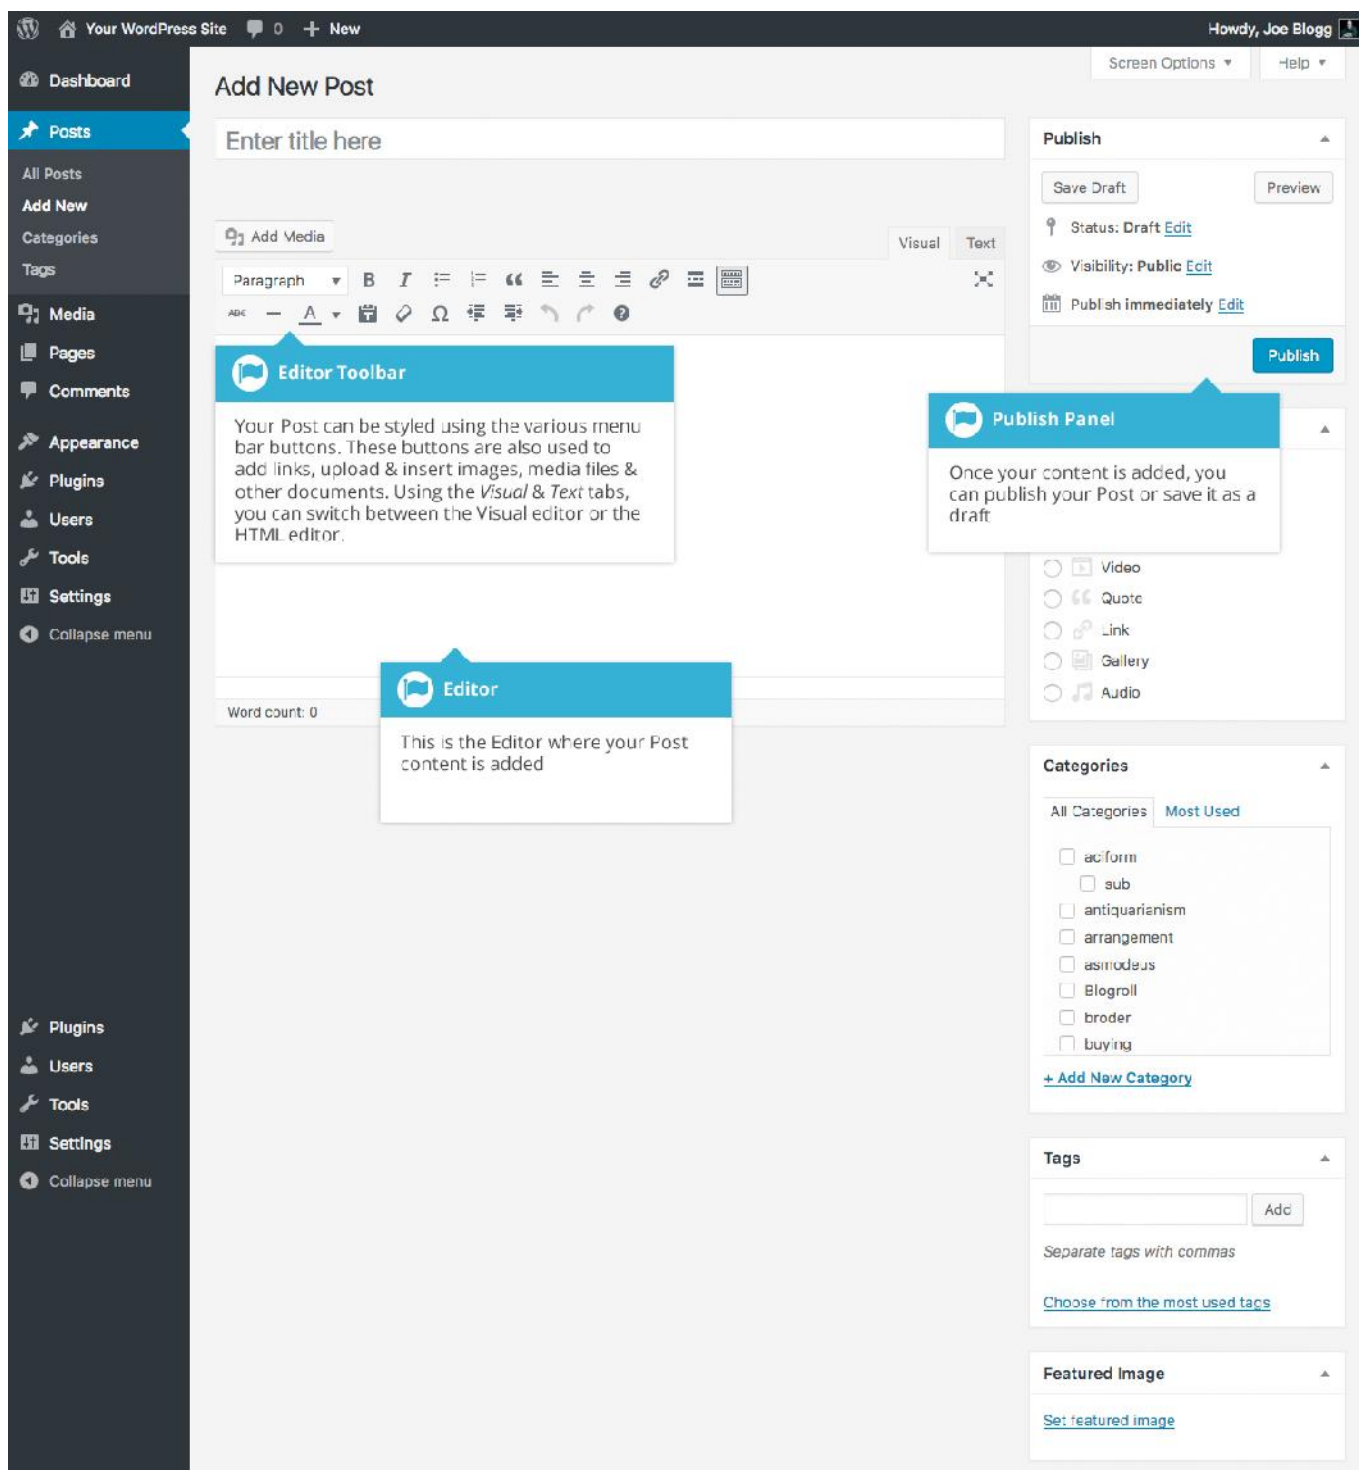 Your WordPress Site 0 New
Howdy, Joe Blogg
Dashboard
Posts
All Posts
Add New
Categories
Tags
Media
Pages
Comments
Appearance
Plugins
Users
Tools
Settings
Collapse menu
Plugins
Users
Tools
Settings
Collapse menu
Screen Options
Help
Add New Post
Enter title here
Add Media
Visual
Text
Paragraph
B I
ABC A Ω
Editor Toolbar
Your Post can be styled using the various menu
bar buttons. These buttons are also used to
add links, upload & insert images, media files &
other documents. Using the Visual & Text tabs,
you can switch between the Visual editor or the
HTML editor.
Word count: 0
Editor
This is the Editor where your Post
content is added
Publish
Save Draft
Preview
Status: Draft Edit
Visibility: Public Edit
Publish immediately Edit
Publish
Publish Panel
Once your content is added, you
can publish your Post or save it as a
draft
Video
Quote
Link
Gallery
Audio
Categories
All Categories
Most Used
aciform
sub
antiquarianism
arrangement
asmodeus
Blogroll
broder
buying
+ Add New Category
Tags
Add
Separate tags with commas
Choose from the most used tags
Featured Image
Set featured image